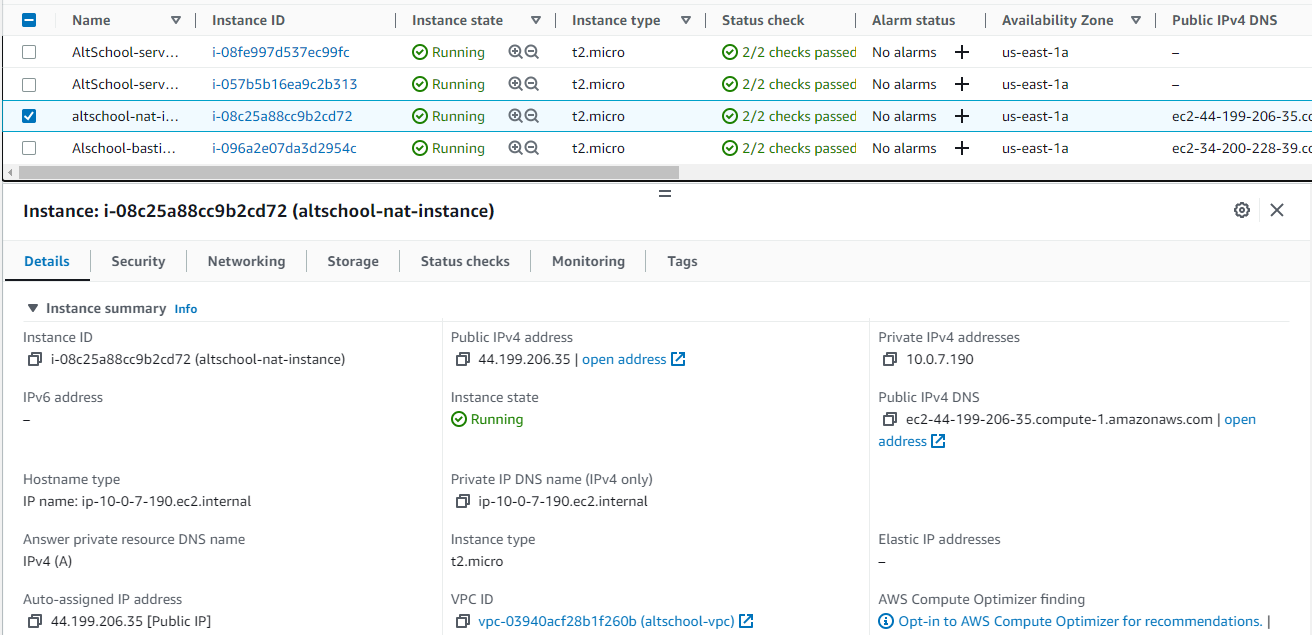 Name Instance ID Instance state Instance type Status check Alarm status Availability Zone Public IPv4 DNS
AltSchool-serv... i-08fe997d537ec99fc Running t2.micro 2/2 checks passed No alarms + us-east-1a –
AltSchool-serv... i-057b5b16ea9c2b313 Running t2.micro 2/2 checks passed No alarms + us-east-1a –
altschool-nat-i... i-08c25a88cc9b2cd72 Running t2.micro 2/2 checks passed No alarms + us-east-1a ec2-44-199-206-35.co
Alschool-basti... i-096a2e07da3d2954c Running t2.micro 2/2 checks passed No alarms + us-east-1a ec2-34-200-228-39.co
Instance: i-08c25a88cc9b2cd72 (altschool-nat-instance)
Details Security Networking Storage Status checks Monitoring Tags
Instance summary Info
Instance ID Public IPv4 address Private IPv4 addresses
i-08c25a88cc9b2cd72 (altschool-nat-instance) 44.199.206.35 | open address 10.0.7.190
IPv6 address Instance state Public IPv4 DNS
– Running ec2-44-199-206-35.compute-1.amazonaws.com | open
address
Hostname type Private IP DNS name (IPv4 only)
IP name: ip-10-0-7-190.ec2.internal ip-10-0-7-190.ec2.internal
Answer private resource DNS name Instance type Elastic IP addresses
IPv4 (A) t2.micro –
Auto-assigned IP address VPC ID AWS Compute Optimizer finding
44.199.206.35 [Public IP] vpc-03940acf28b1f260b (altschool-vpc) Opt-in to AWS Compute Optimizer for recommendations. |